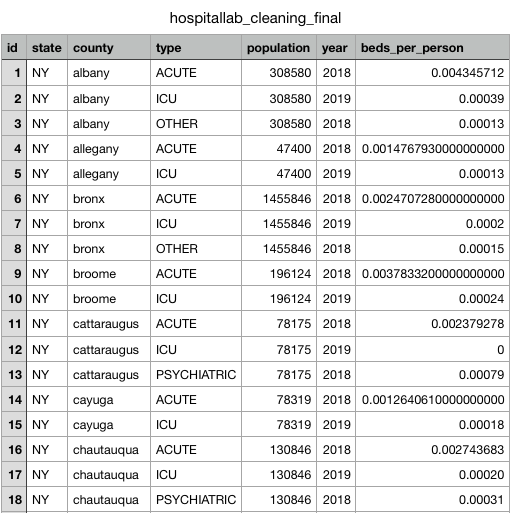 hospitallab_cleaning_final
id state county type population year beds_per_person
1 NY albany ACUTE 308580 2018 0.004345712
2 NY albany ICU 308580 2019 0.00039
3 NY albany OTHER 308580 2018 0.00013
4 NY allegany ACUTE 47400 2018 0.0014767930000000000
5 NY allegany ICU 47400 2019 0.00013
6 NY bronx ACUTE 1455846 2018 0.0024707280000000000
7 NY bronx ICU 1455846 2019 0.0002
8 NY bronx OTHER 1455846 2018 0.00015
9 NY broome ACUTE 196124 2018 0.0037833200000000000
10 NY broome ICU 196124 2019 0.00024
11 NY cattaraugus ACUTE 78175 2018 0.002379278
12 NY cattaraugus ICU 78175 2019 0
13 NY cattaraugus PSYCHIATRIC 78175 2018 0.00079
14 NY cayuga ACUTE 78319 2018 0.0012640610000000000
15 NY cayuga ICU 78319 2019 0.00018
16 NY chautauqua ACUTE 130846 2018 0.002743683
17 NY chautauqua ICU 130846 2019 0.00020
18 NY chautauqua PSYCHIATRIC 130846 2018 0.00031